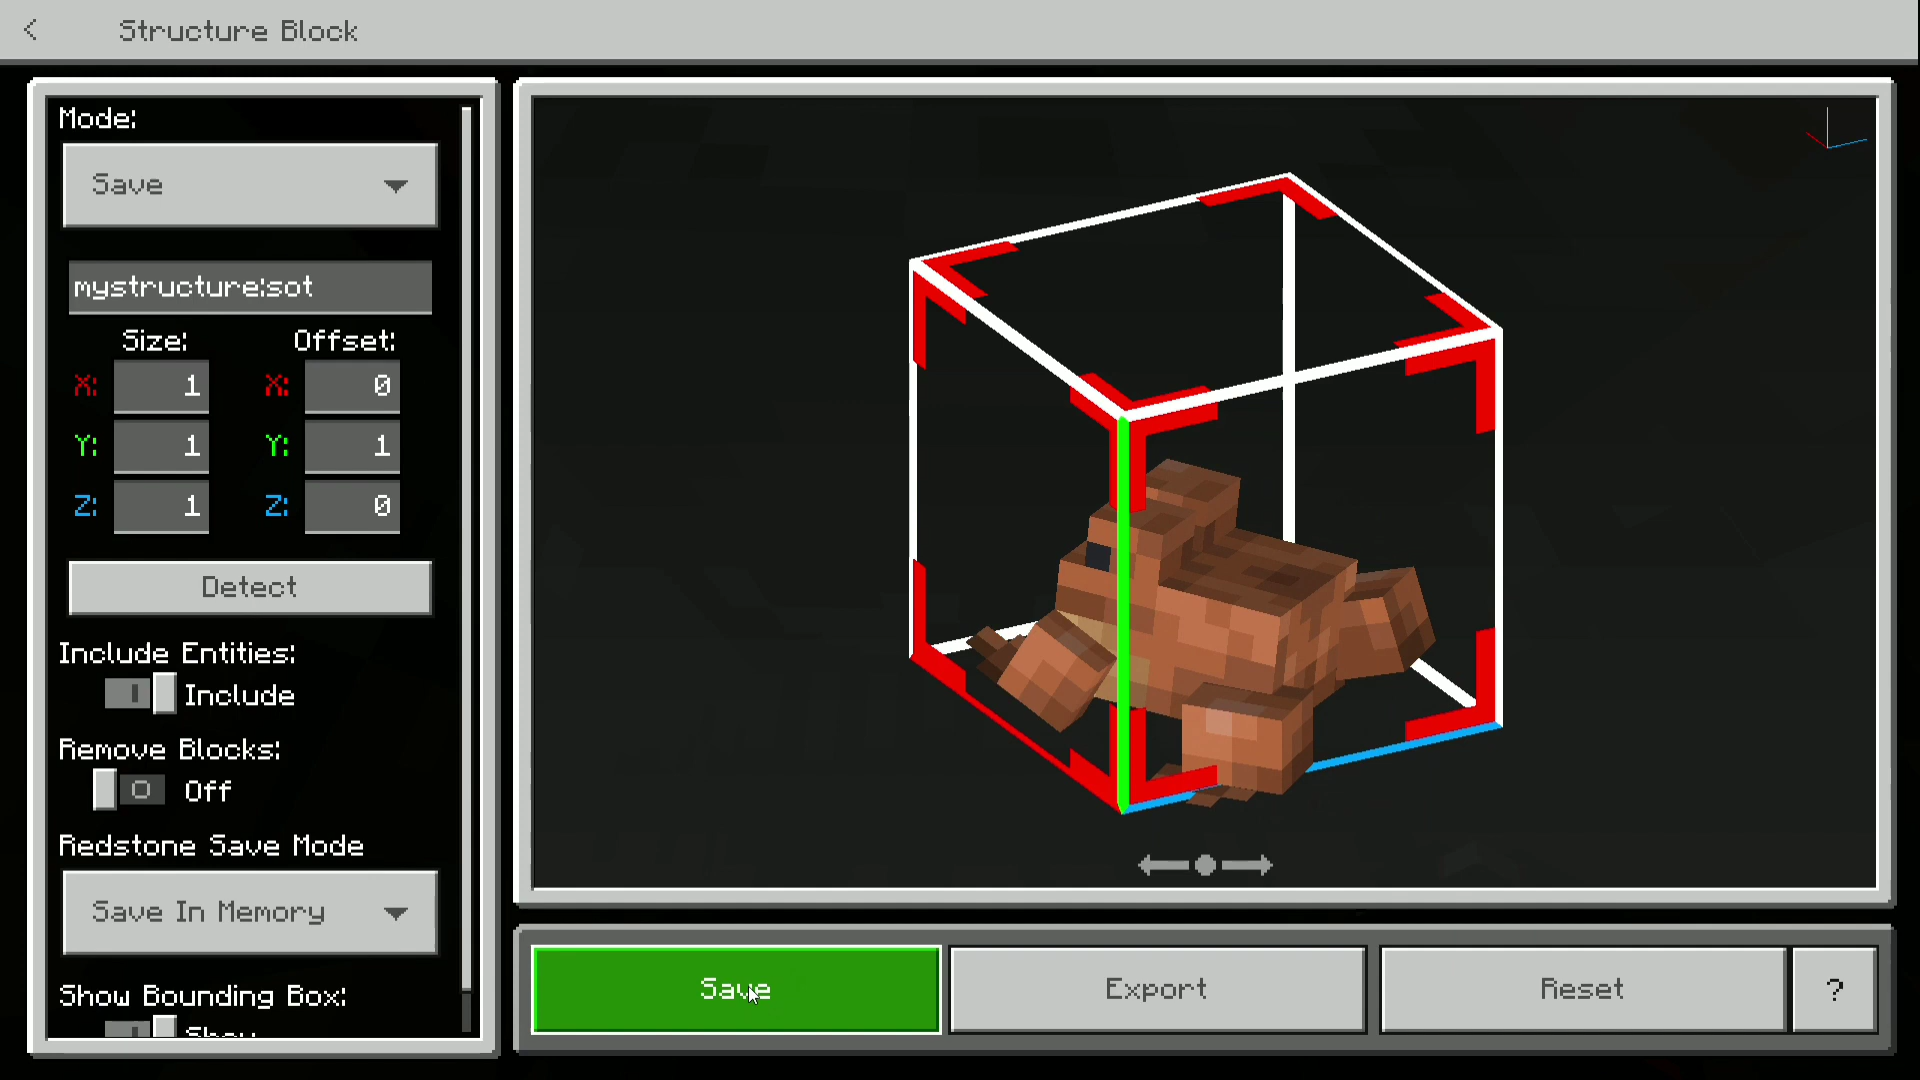 Structure Block
Mode:
Save
mystructure:sot
Size: Offset:
X: 1 X: 0
Y: 1 Y: 1
Z: 1 Z: 0
Detect
Include Entities:
Include
Remove Blocks:
Off
Redstone Save Mode
Save In Memory
Show Bounding Box:
Show
Save Export Reset ?